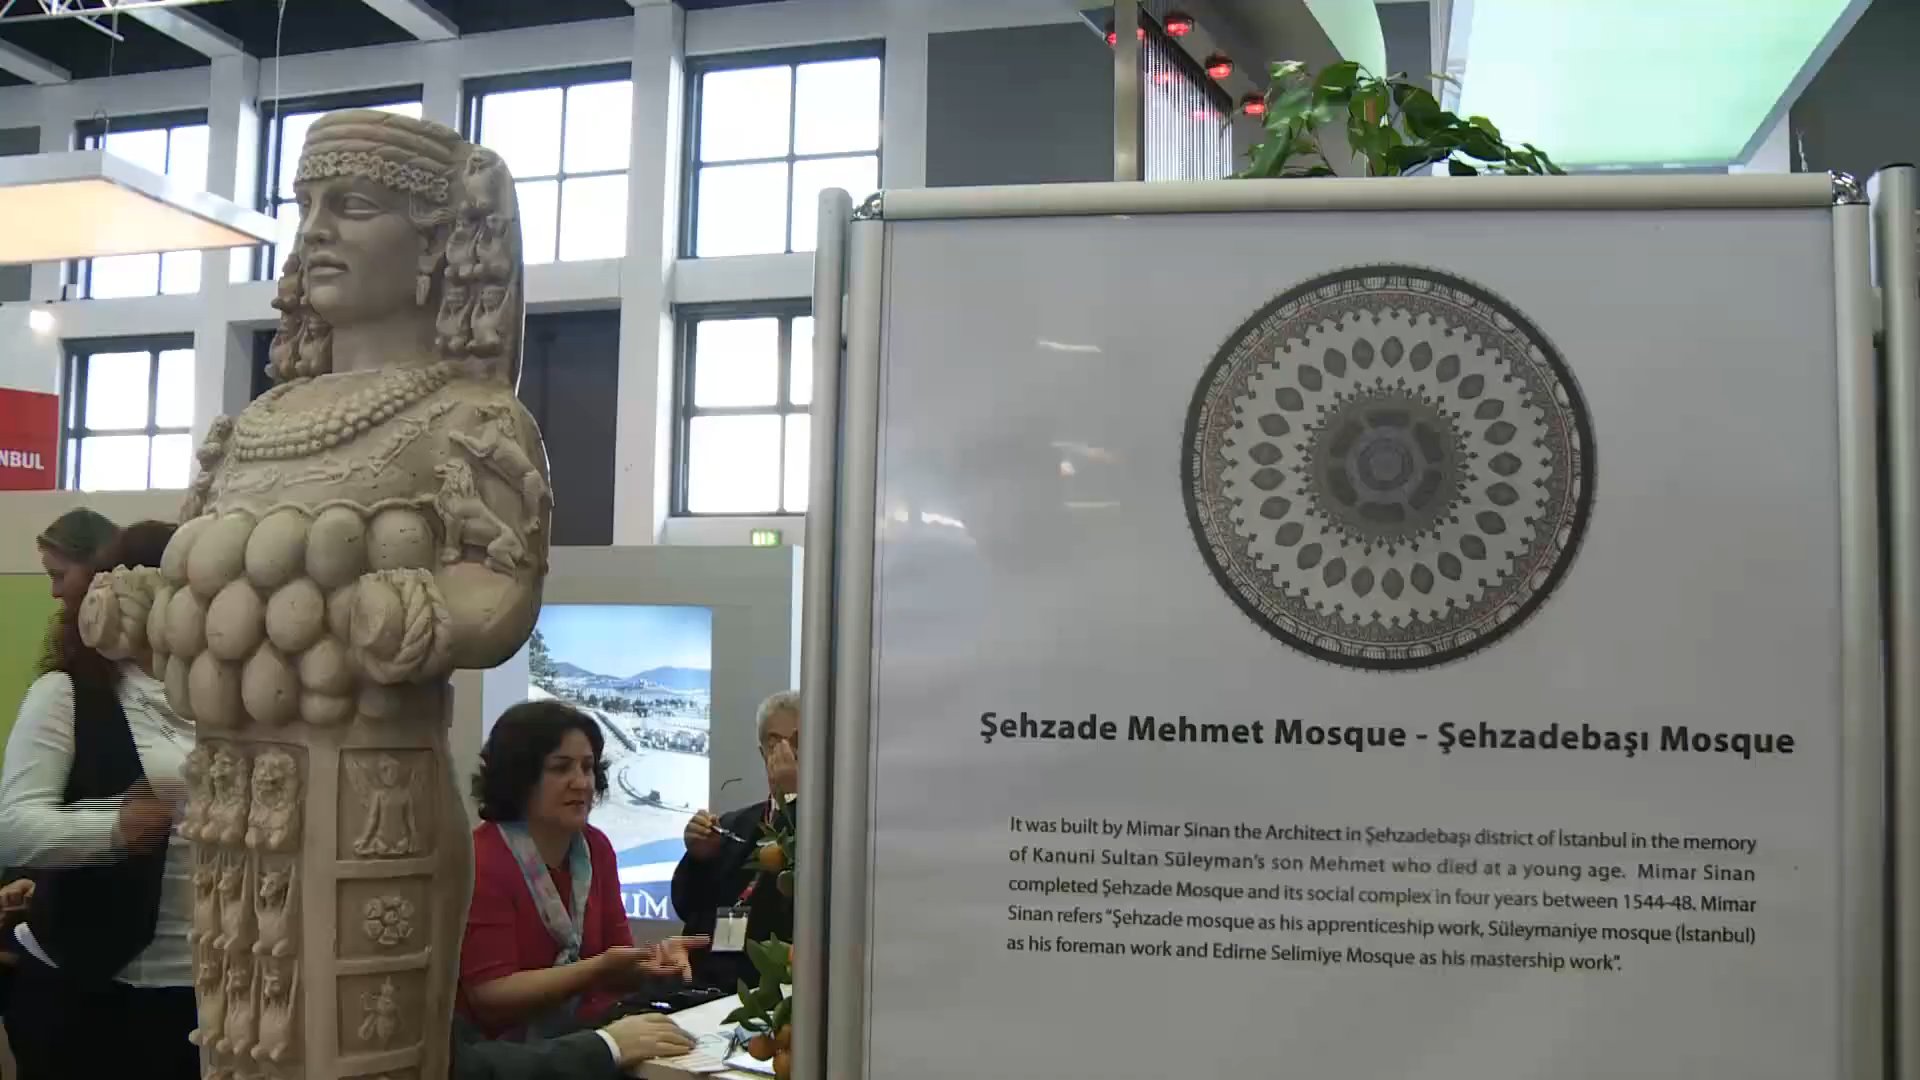 NBUL
UM
Şehzade Mehmet Mosque - Şehzadebaşı Mosque
It was built by Mimar Sinan the Architect in Şehzadebaşı district of İstanbul in the memory
of Kanuni Sultan Süleyman's son Mehmet who died at a young age. Mimar Sinan
completed Şehzade Mosque and its social complex in four years between 1544-48. Mimar
Sinan refers "Şehzade mosque as his apprenticeship work, Süleymaniye mosque (İstanbul)
as his foreman work and Edirne Selimiye Mosque as his mastership work".